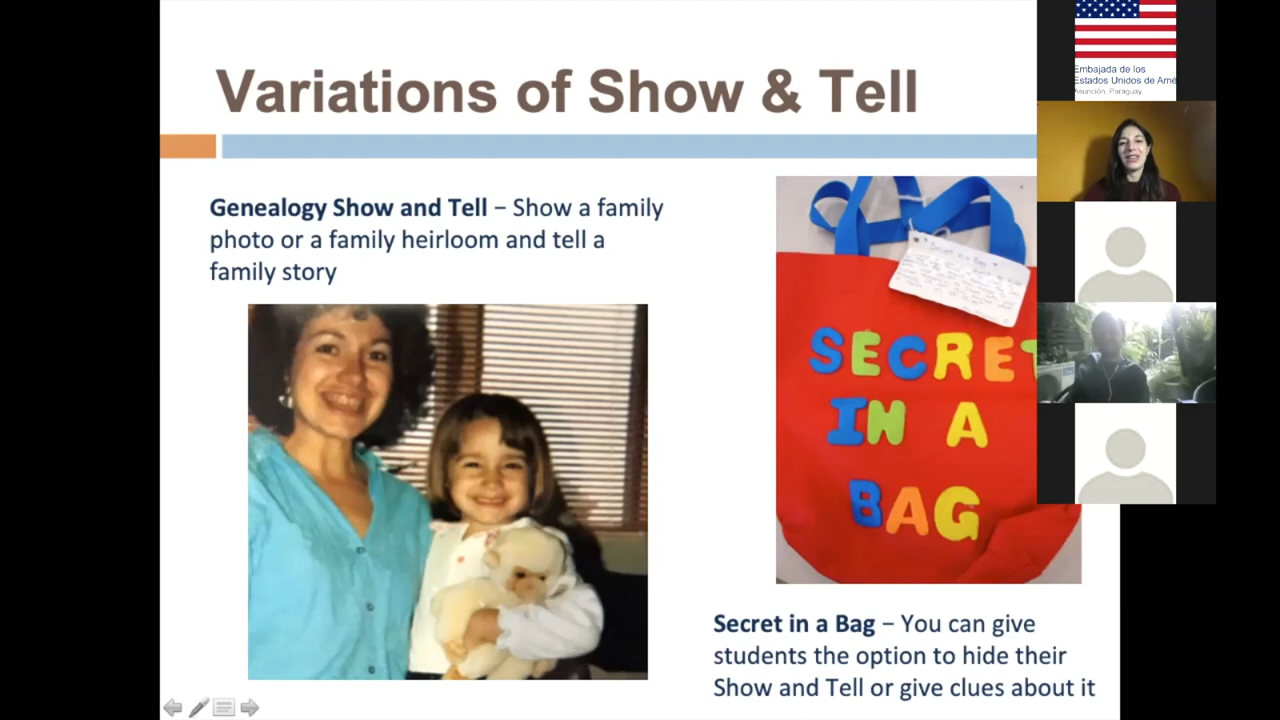 Variations of Show & Tell
Genealogy Show and Tell – Show a family
photo or a family heirloom and tell a
family story
SECRET
IN A
BAG
Secret in a Bag – You can give
students the option to hide their
Show and Tell or give clues about it
Embajada de los
Estados Unidos de Amé
Asunción, Paraguay